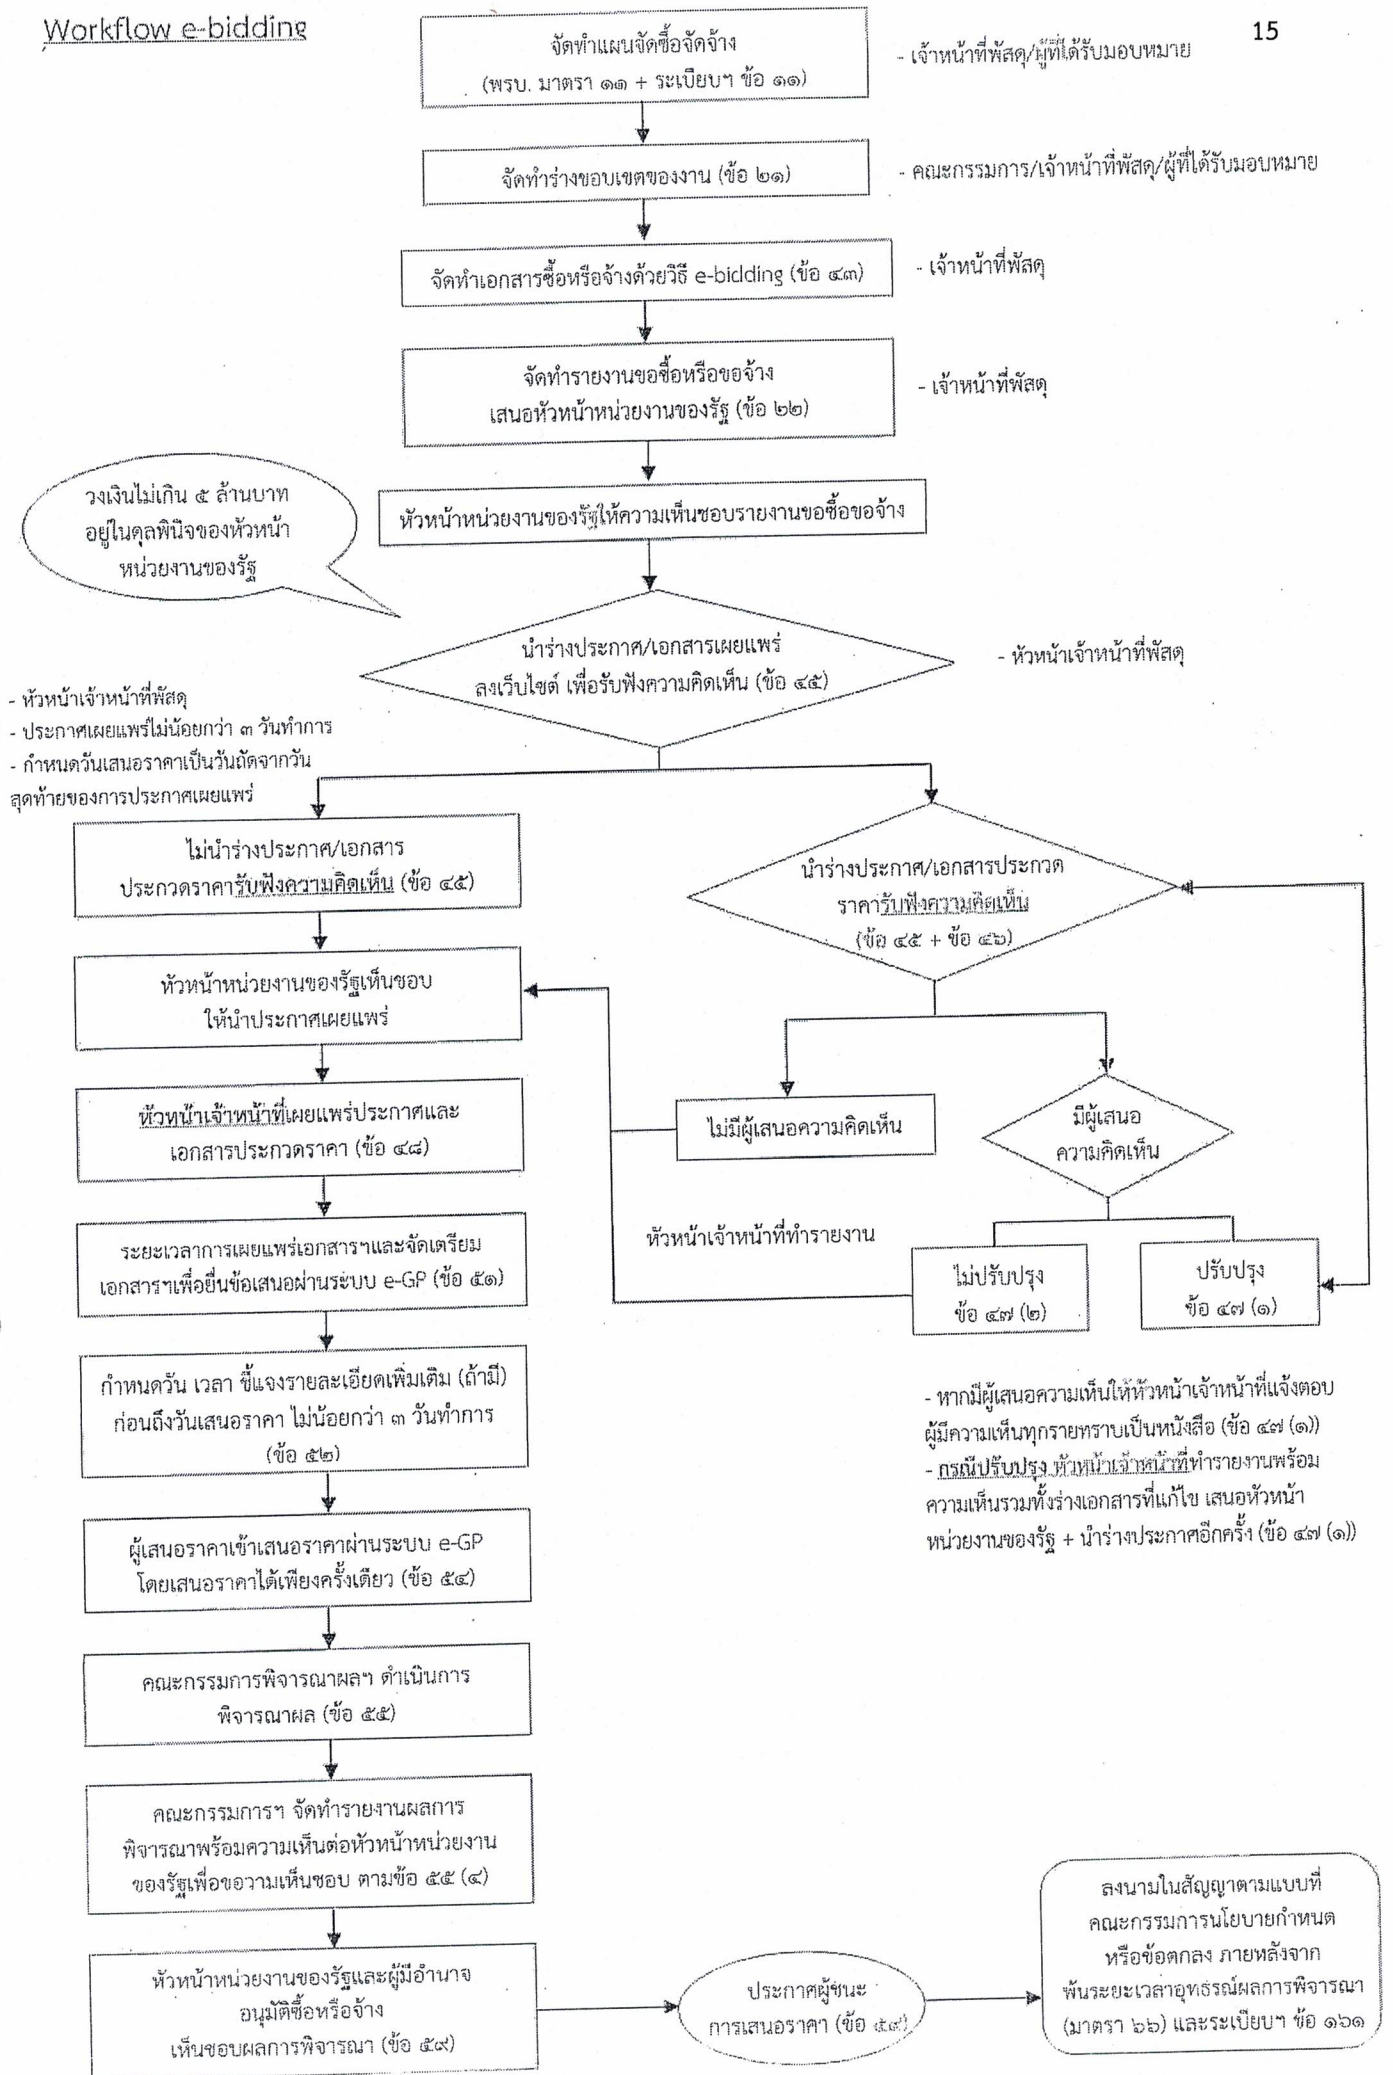 Workflow e-bidding
15
จัดทำแผนจัดซื้อจัดจ้าง
(พรบ. มาตรา ๑๑ + ระเบียบฯ ข้อ ๑๑)
- เจ้าหน้าที่พัสดุ/ผู้ที่ได้รับมอบหมาย
จัดทำร่างขอบเขตของงาน (ข้อ ๒๑)
- คณะกรรมการ/เจ้าหน้าที่พัสดุ/ผู้ที่ได้รับมอบหมาย
จัดทำเอกสารซื้อหรือจ้างด้วยวิธี e-bidding (ข้อ ๔๓)
- เจ้าหน้าที่พัสดุ
จัดทำรายงานขอซื้อหรือขอจ้าง
เสนอหัวหน้าหน่วยงานของรัฐ (ข้อ ๒๒)
- เจ้าหน้าที่พัสดุ
วงเงินไม่เกิน ๕ ล้านบาท
อยู่ในดุลพินิจของหัวหน้า
หน่วยงานของรัฐ
หัวหน้าหน่วยงานของรัฐให้ความเห็นชอบรายงานขอซื้อขอจ้าง
นำร่างประกาศ/เอกสารเผยแพร่
ลงเว็บไซต์ เพื่อรับฟังความคิดเห็น (ข้อ ๔๕)
- หัวหน้าเจ้าหน้าที่พัสดุ
- หัวหน้าเจ้าหน้าที่พัสดุ
- ประกาศเผยแพร่ไม่น้อยกว่า ๓ วันทำการ
- กำหนดวันเสนอราคาเป็นวันถัดจากวัน
สุดท้ายของการประกาศเผยแพร่
ไม่นำร่างประกาศ/เอกสาร
ประกวดราคารับฟังความคิดเห็น (ข้อ ๔๕)
นำร่างประกาศ/เอกสารประกวด
ราคารับฟังความคิดเห็น
(ข้อ ๔๕ + ข้อ ๔๖)
หัวหน้าหน่วยงานของรัฐเห็นชอบ
ให้นำประกาศเผยแพร่
หัวหน้าเจ้าหน้าที่เผยแพร่ประกาศและ
เอกสารประกวดราคา (ข้อ ๔๘)
ไม่มีผู้เสนอความคิดเห็น
มีผู้เสนอ
ความคิดเห็น
หัวหน้าเจ้าหน้าที่ทำรายงาน
ระยะเวลาการเผยแพร่เอกสารฯและจัดเตรียม
เอกสารฯเพื่อยื่นข้อเสนอผ่านระบบ e-GP (ข้อ ๕๑)
ไม่ปรับปรุง
ข้อ ๔๗ (๒)
ปรับปรุง
ข้อ ๔๗ (๑)
กำหนดวัน เวลา ชี้แจงรายละเอียดเพิ่มเติม (ถ้ามี)
ก่อนถึงวันเสนอราคา ไม่น้อยกว่า ๓ วันทำการ
(ข้อ ๕๒)
- หากมีผู้เสนอความเห็นให้หัวหน้าเจ้าหน้าที่แจ้งตอบ
ผู้มีความเห็นทุกรายทราบเป็นหนังสือ (ข้อ ๔๗ (๑))
- กรณีปรับปรุง หัวหน้าเจ้าหน้าที่ทำรายงานพร้อม
ความเห็นรวมทั้งร่างเอกสารที่แก้ไข เสนอหัวหน้า
หน่วยงานของรัฐ + นำร่างประกาศอีกครั้ง (ข้อ ๔๗ (๑))
ผู้เสนอราคาเข้าเสนอราคาผ่านระบบ e-GP
โดยเสนอราคาได้เพียงครั้งเดียว (ข้อ ๕๔)
คณะกรรมการพิจารณาผลฯ ดำเนินการ
พิจารณาผล (ข้อ ๕๕)
คณะกรรมการฯ จัดทำรายงานผลการ
พิจารณาพร้อมความเห็นต่อหัวหน้าหน่วยงาน
ของรัฐเพื่อขอวามเห็นชอบ ตามข้อ ๕๕ (๔)
หัวหน้าหน่วยงานของรัฐและผู้มีอำนาจ
อนุมัติซื้อหรือจ้าง
เห็นชอบผลการพิจารณา (ข้อ ๕๙)
ประกาศผู้ชนะ
การเสนอราคา (ข้อ ๕๙)
ลงนามในสัญญาตามแบบที่
คณะกรรมการนโยบายกำหนด
หรือข้อตกลง ภายหลังจาก
พ้นระยะเวลาอุทธรณ์ผลการพิจารณา
(มาตรา ๖๖) และระเบียบฯ ข้อ ๑๖๑